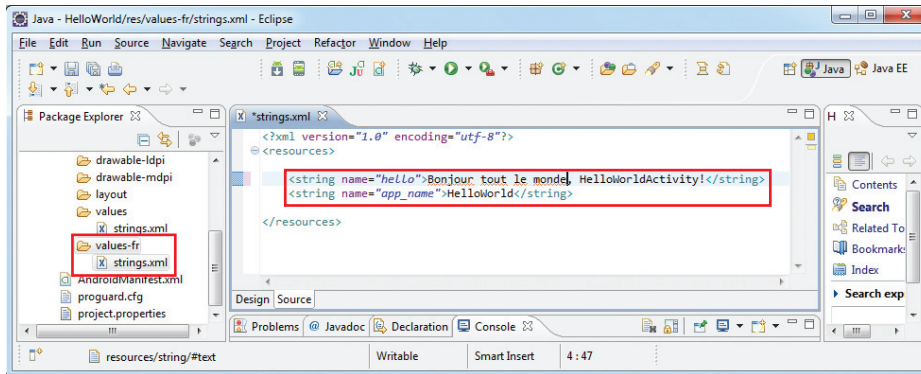 Java - HelloWorld/res/values-fr/strings.xml - Eclipse
File Edit Run Source Navigate Search Project Refactor Window Help
Java Java EE
Package Explorer
*strings.xml
H
drawable-ldpi
drawable-mdpi
layout
values
strings.xml
values-fr
strings.xml
AndroidManifest.xml
proguard.cfg
project.properties
<?xml version="1.0" encoding="utf-8"?>
<resources>
<string name="hello">Bonjour tout le monde, HelloWorldActivity!</string>
<string name="app_name">HelloWorld</string>
</resources>
Design Source
Contents
Search
Related To
Bookmarks
Index
Search exp
Problems @ Javadoc Declaration Console
resources/string/#text Writable Smart Insert 4:47